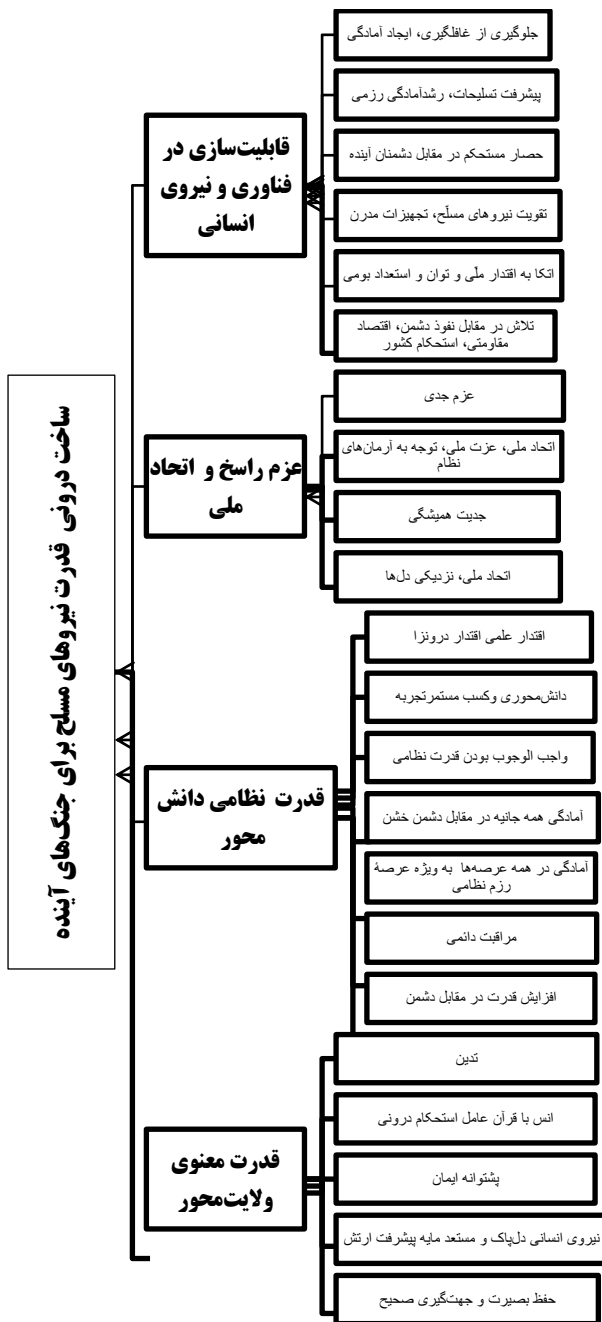 ساخت درونی قدرت نیروهای مسلح برای جنگ‌های آینده
قابلیت‌سازی در
فناوری و نیروی
انسانی
جلوگیری از غافلگیری، ایجاد آمادگی
پیشرفت تسلیحات، رشدآمادگی رزمی
حصار مستحکم در مقابل دشمنان آینده
تقویت نیروهای مسلّح، تجهیزات مدرن
اتکا به اقتدار ملّی و توان و استعداد بومی
تلاش در مقابل نفوذ دشمن، اقتصاد
مقاومتی، استحکام کشور
عزم راسخ و اتحاد
ملی
عزم جدی
اتحاد ملی، عزت ملی، توجه به آرمان‌های
نظام
جدیت همیشگی
اتحاد ملی، نزدیکی دل‌ها
قدرت نظامی دانش
محور
اقتدار علمی اقتدار درونزا
دانش‌محوری وکسب مستمرتجربه
واجب الوجوب بودن قدرت نظامی
آمادگی همه جانبه در مقابل دشمن خشن
آمادگی در همه عرصه‌ها به ویژه عرصۀ
رزم نظامی
مراقبت دائمی
افزایش قدرت در مقابل دشمن
قدرت معنوی
ولایت‌محور
تدین
انس با قرآن عامل استحکام درونی
پشتوانه ایمان
نیروی انسانی دل‌پاک و مستعد مایه پیشرفت ارتش
حفظ بصیرت و جهت‌گیری صحیح